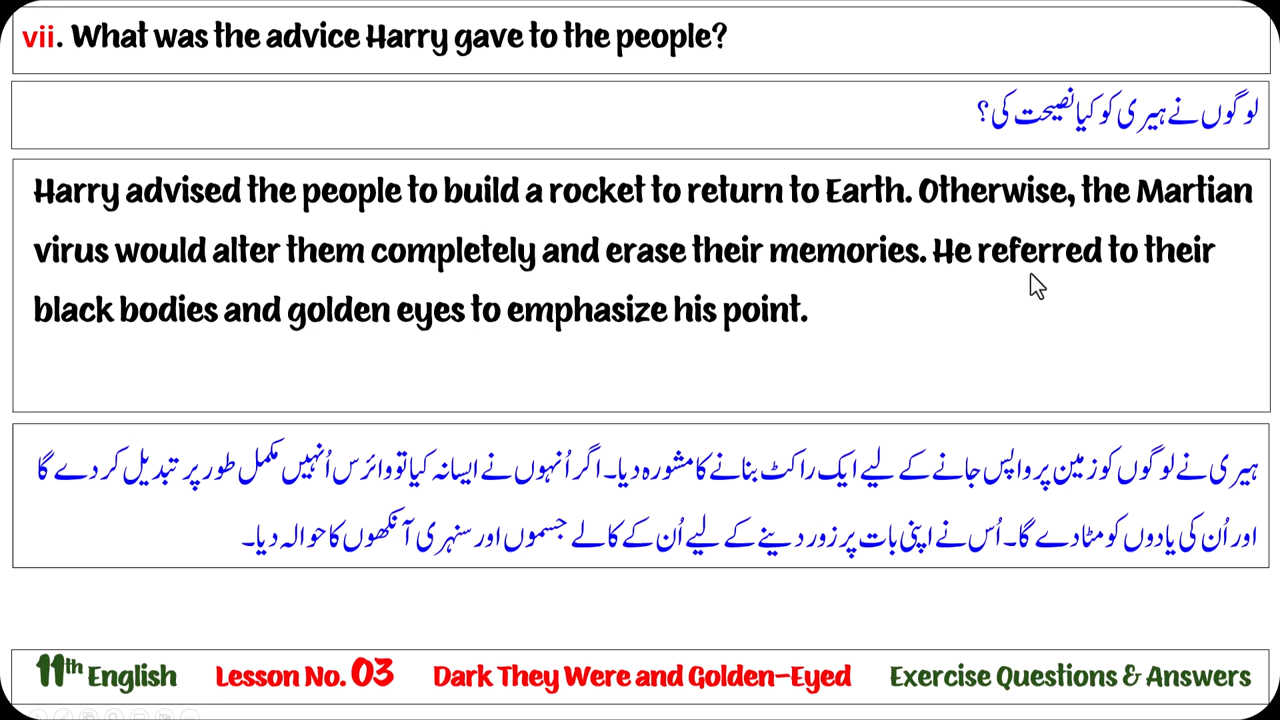 vii. What was the advice Harry gave to the people?
لوگوں نے ہیری کو کیا نصیحت کی؟
Harry advised the people to build a rocket to return to Earth. Otherwise, the Martian
virus would alter them completely and erase their memories. He referred to their
black bodies and golden eyes to emphasize his point.
ہیری نے لوگوں کو زمین پر واپس جانے کے لیے ایک راکٹ بنانے کا مشورہ دیا۔ اگر اُنہوں نے ایسا نہ کیا تو وائرس اُنہیں مکمل طور پر تبدیل کر دے گا
اور اُن کی یادوں کو مٹا دے گا۔ اُس نے اپنی بات پر زور دینے کے لیے اُن کے کالے جسموں اور سنہری آنکھوں کا حوالہ دیا۔
11th English Lesson No. 03 Dark They Were and Golden-Eyed Exercise Questions & Answers